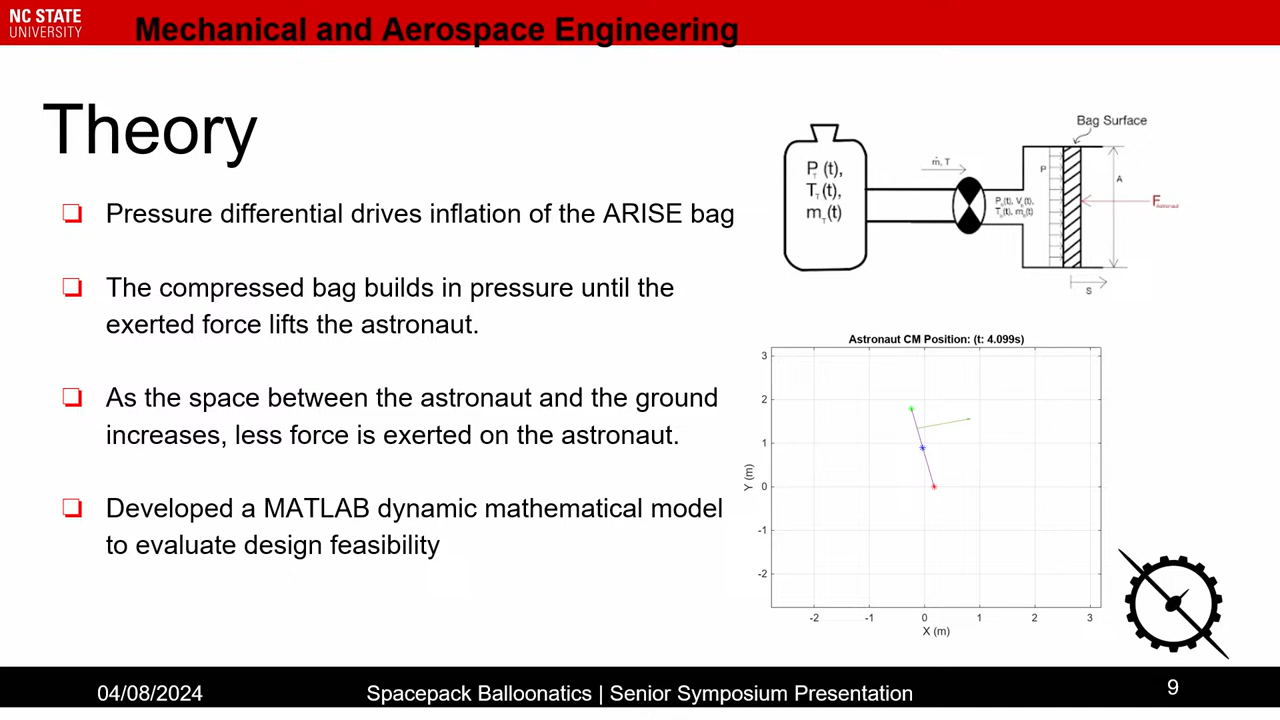 NC STATE
UNIVERSITY
Mechanical and Aerospace Engineering
Theory
❏ Pressure differential drives inflation of the ARISE bag
❏ The compressed bag builds in pressure until the
exerted force lifts the astronaut.
❏ As the space between the astronaut and the ground
increases, less force is exerted on the astronaut.
❏ Developed a MATLAB dynamic mathematical model
to evaluate design feasibility
Bag Surface
P_T(t),
T_T(t),
m_T(t)
ṁ, T
P
A
F_Astronaut
S
Astronaut CM Position: (t: 4.099s)
3
2
1
0
-1
-2
Y (m)
-2 -1 0 1 2 3
X (m)
04/08/2024
Spacepack Balloonatics | Senior Symposium Presentation
9